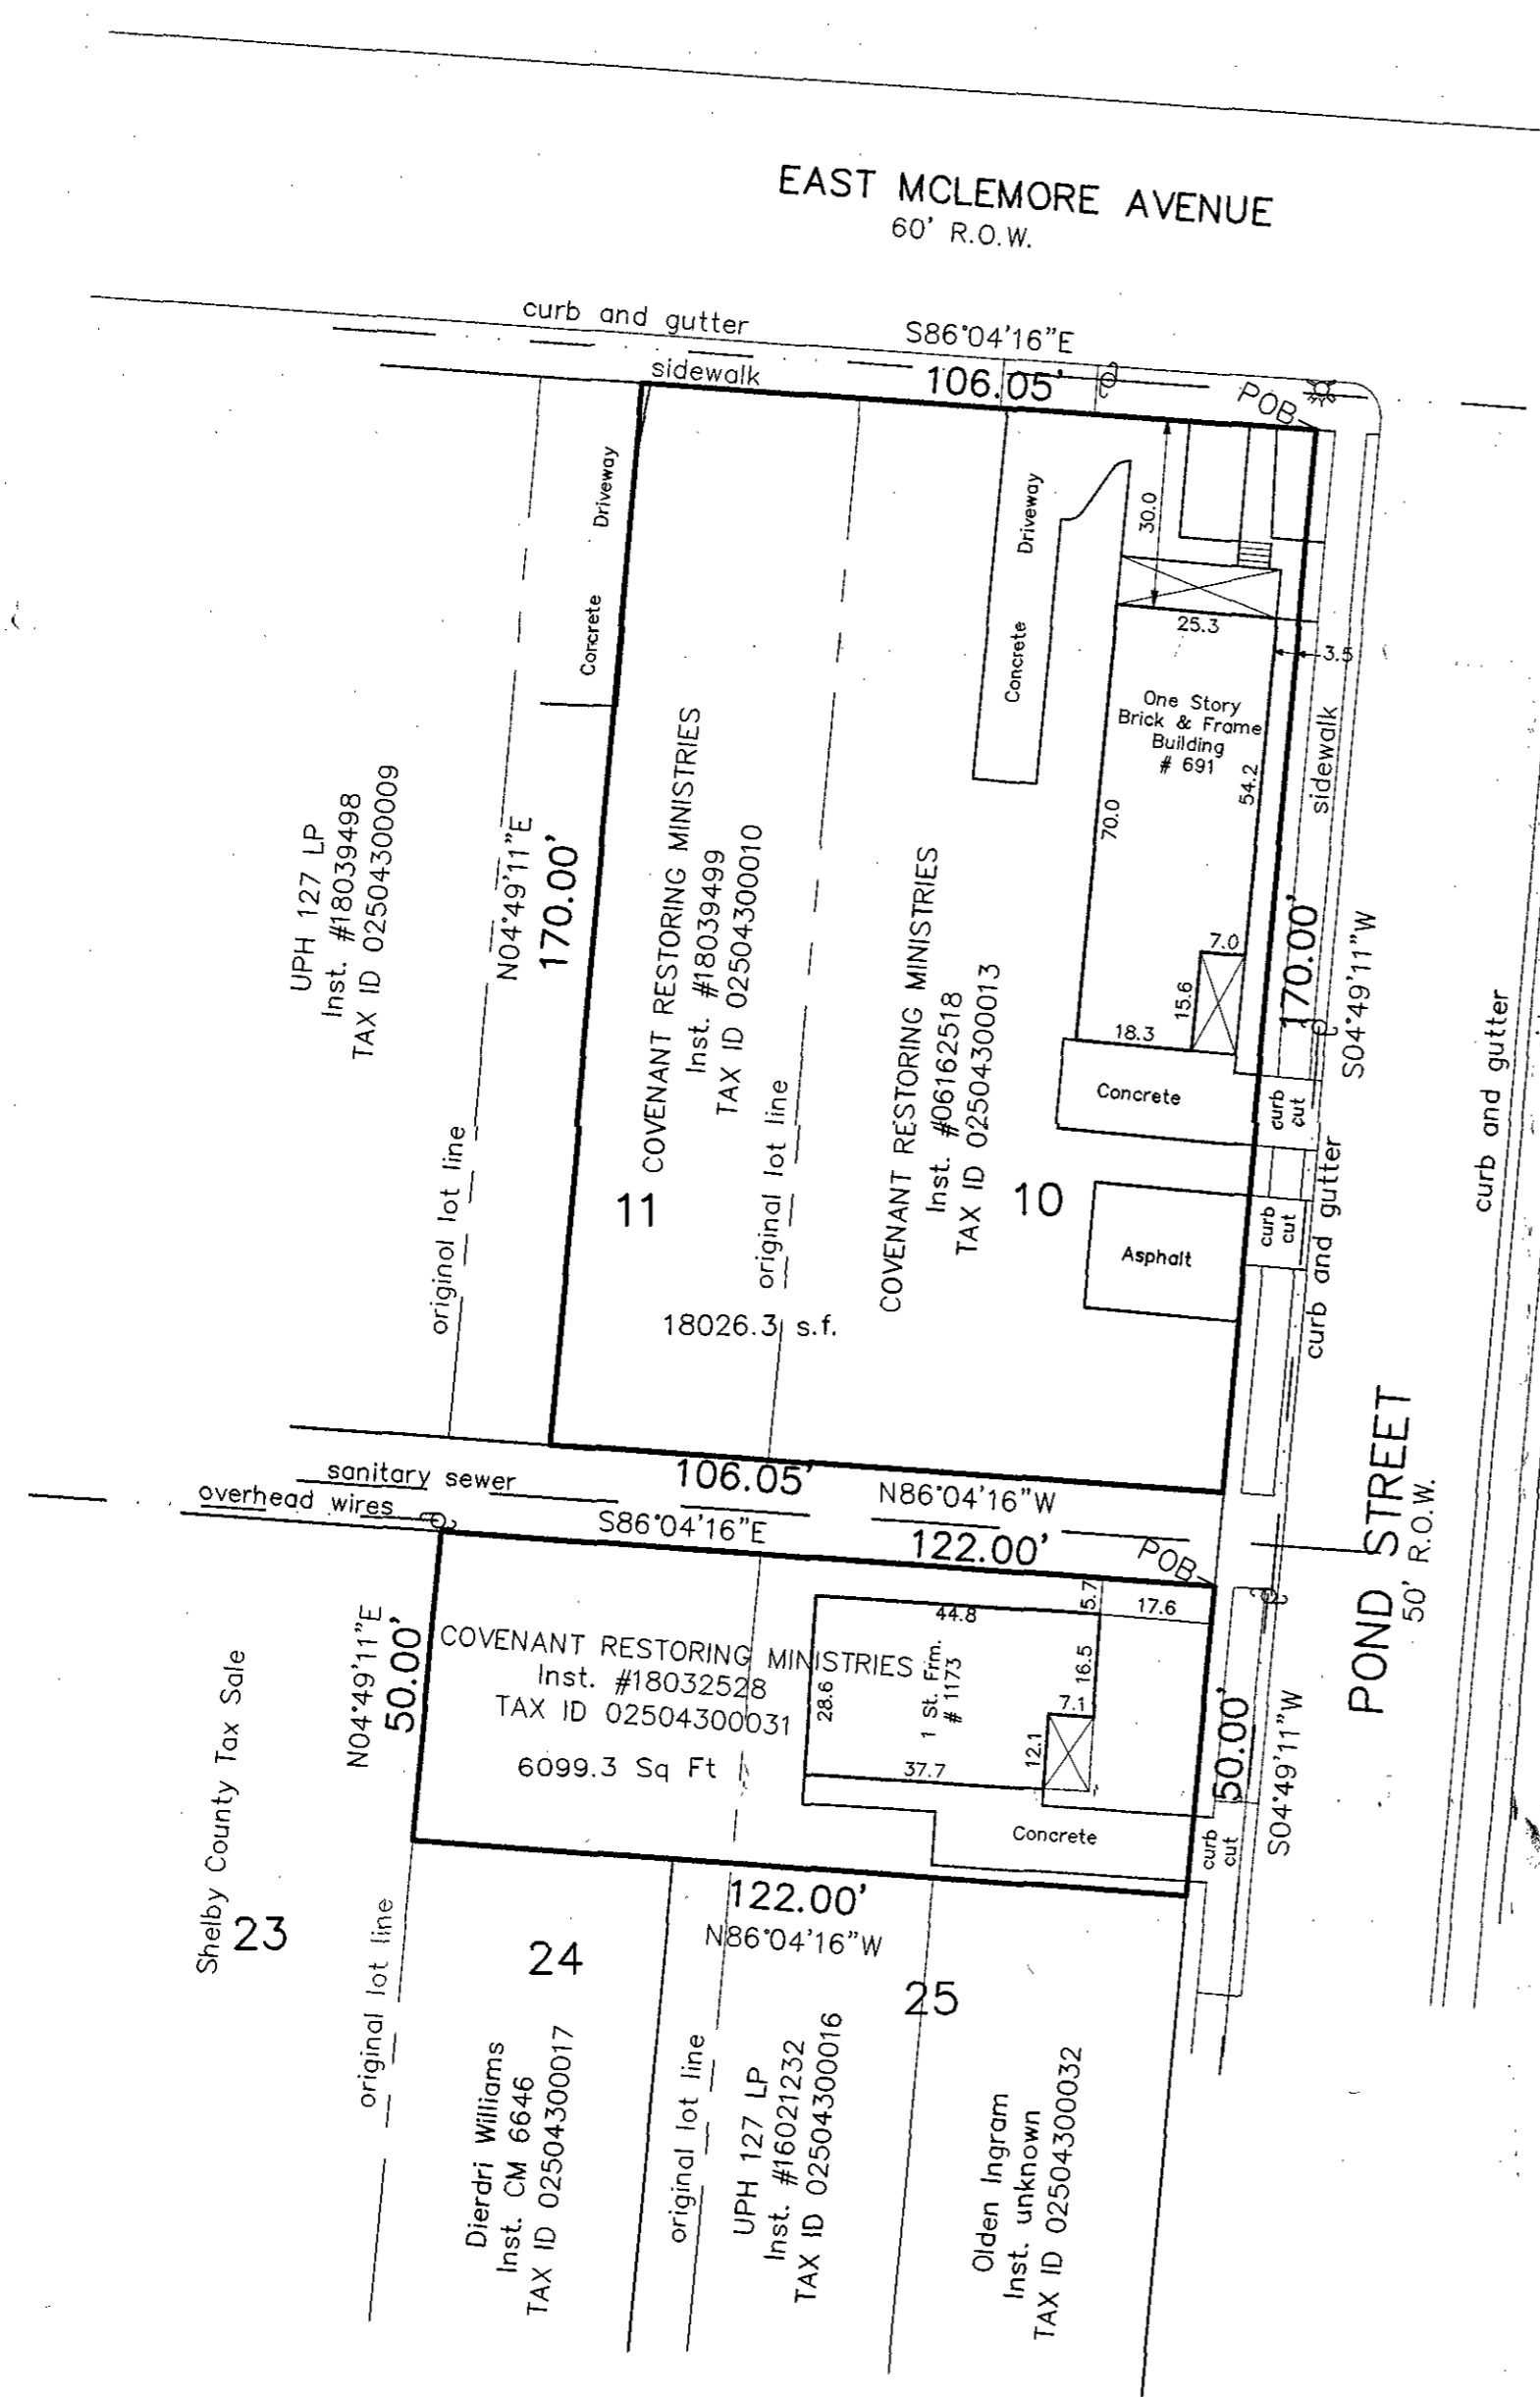 EAST MCLEMORE AVENUE
60' R.O.W.
curb and gutter
S86°04'16"E
sidewalk
106.05'
POB
Concrete Driveway
Concrete Driveway
30.0
25.3
3.5
One Story
Brick & Frame
Building
# 691
sidewalk
54.2
70.0
UPH 127 LP
Inst. #18039498
TAX ID 02504300009
N04°49'11"E
170.00'
COVENANT RESTORING MINISTRIES
Inst. #18039499
TAX ID 02504300010
COVENANT RESTORING MINISTRIES
Inst. #06162518
TAX ID 02504300013
7.0
15.6
18.3
170.00'
S04°49'11"W
curb and gutter
Concrete
curb
cut
original lot line
original lot line
11
10
curb
cut
curb and gutter
Asphalt
18026.3 s.f.
POND STREET
50' R.O.W.
sanitary sewer
106.05'
N86°04'16"W
overhead wires
S86°04'16"E
122.00'
POB
5.7
17.6
44.8
N04°49'11"E
50.00'
COVENANT RESTORING MINISTRIES
Inst. #18032528
TAX ID 02504300031
6099.3 Sq Ft
28.6
1 St. Frm.
# 1173
16.5
7.1
12.1
37.7
50.00'
S04°49'11"W
Concrete
curb
cut
Shelby County Tax Sale
23
122.00'
N86°04'16"W
24
25
original lot line
original lot line
Dierdri Williams
Inst. CM 6646
TAX ID 02504300017
UPH 127 LP
Inst. #16021232
TAX ID 02504300016
Olden Ingram
Inst. unknown
TAX ID 02504300032